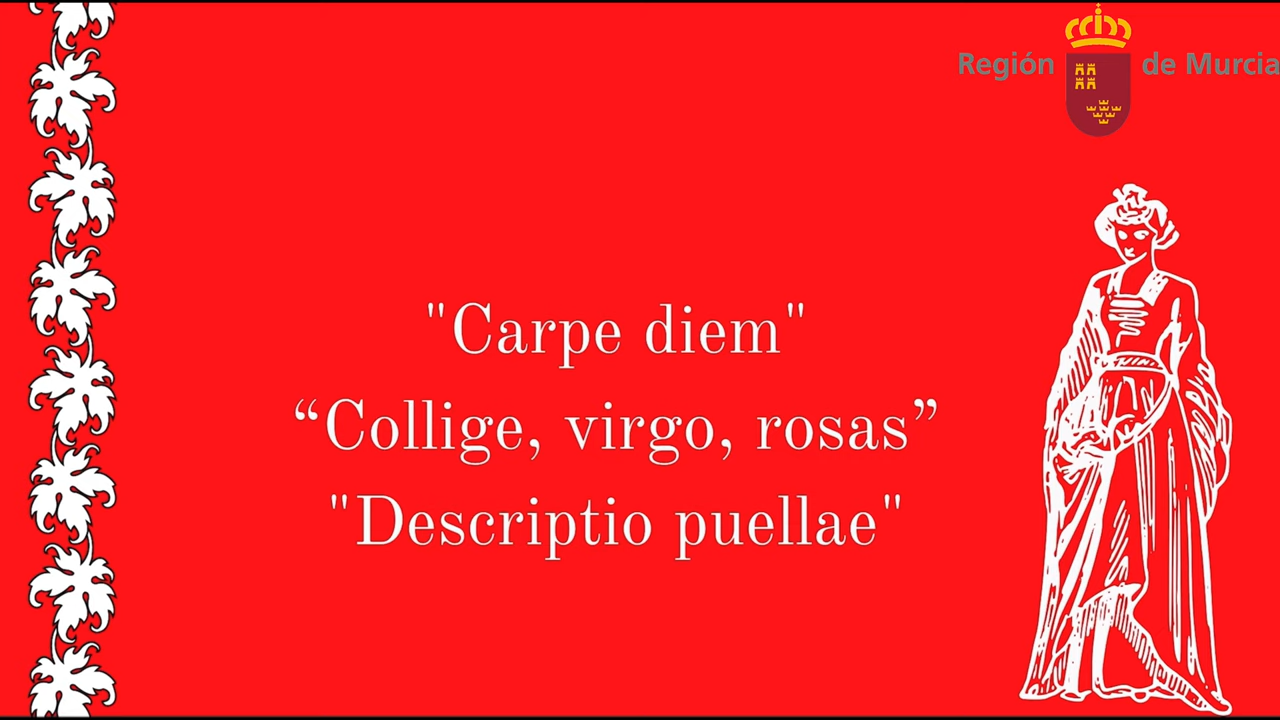 Región de Murcia
"Carpe diem"
“Collige, virgo, rosas”
"Descriptio puellae"